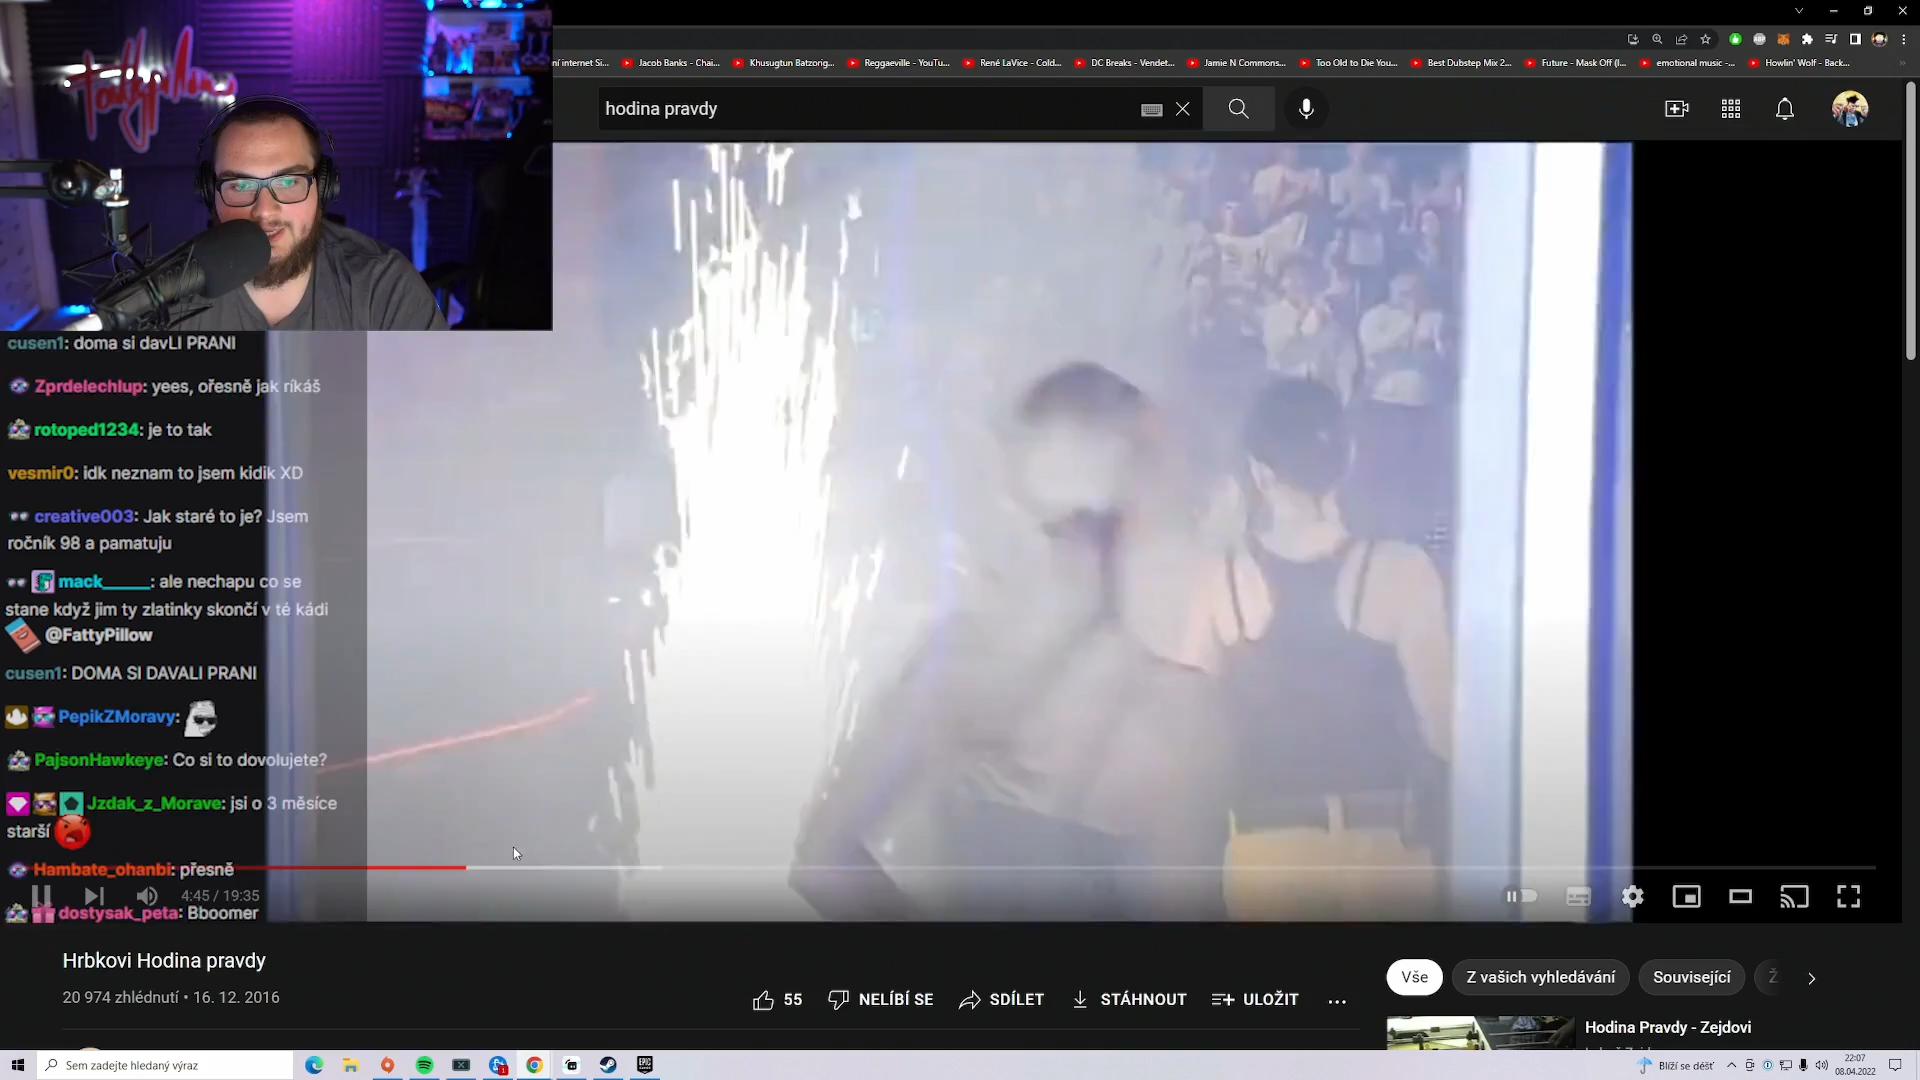 Jacob Banks - Chai...
Khusugtun Batzorig...
Reggaeville - YouTu...
René LaVice - Cold...
DC Breaks - Vendet...
Jamie N Commons...
Too Old to Die You...
Best Dubstep Mix 2...
Future - Mask Off (I...
emotional music -...
Howlin' Wolf - Back...
hodina pravdy
cusen1: doma si davLI PRANI
Zprdelechlup: yees, ořesně jak ríkáš
rotoped1234: je to tak
vesmir0: idk neznam to jsem kidik XD
creative003: Jak staré to je? Jsem
ročník 98 a pamatuju
mack_____: ale nechapu co se
stane když jim ty zlatinky skončí v té kádi
@FattyPillow
cusen1: DOMA SI DAVALI PRANI
PepikZMoravy:
PajsonHawkeye: Co si to dovolujete?
Jzdak_z_Morave: jsi o 3 měsíce
starší
Hambate_ohanbi: přesně
4:45 / 19:35
dostysak_peta: Bboomer
Hrbkovi Hodina pravdy
20 974 zhlédnutí • 16. 12. 2016
55
NELÍBÍ SE
SDÍLET
STÁHNOUT
ULOŽIT
Vše
Z vašich vyhledávání
Související
Hodina Pravdy - Zejdovi
Sem zadejte hledaný výraz
Blíží se déšť
22:07
08.04.2022